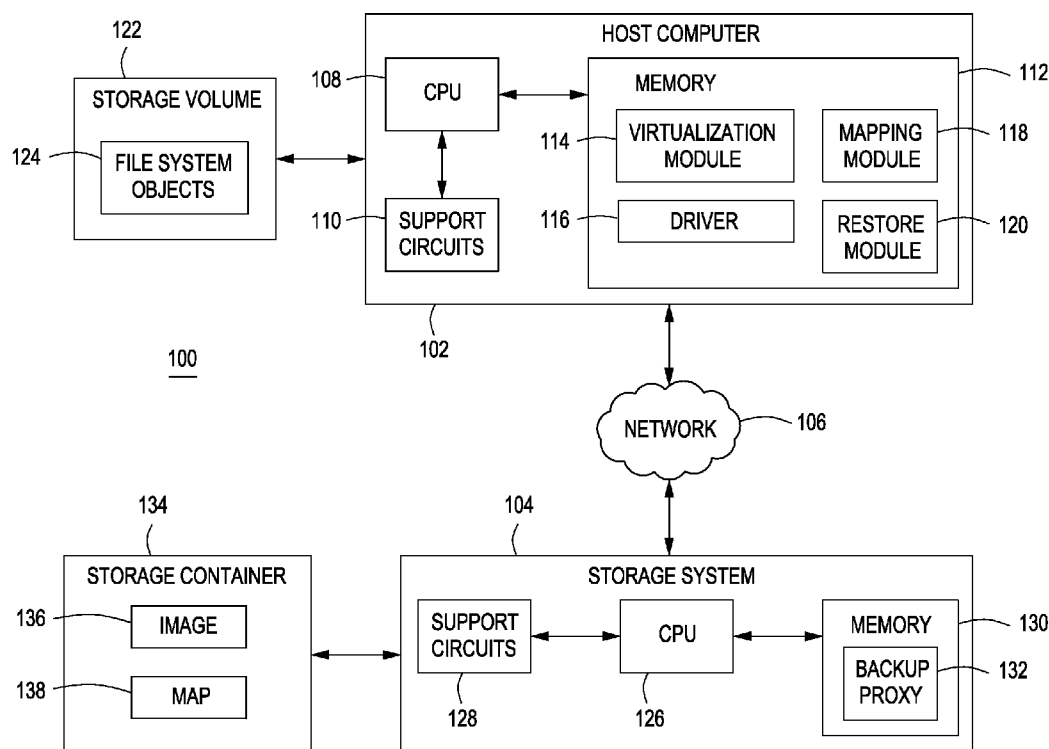 122
STORAGE VOLUME
124
FILE SYSTEM
OBJECTS
HOST COMPUTER
108
CPU
110
SUPPORT
CIRCUITS
MEMORY
112
114
VIRTUALIZATION
MODULE
MAPPING
MODULE
118
116
DRIVER
RESTORE
MODULE
120
102
100
NETWORK
106
134
STORAGE CONTAINER
136
IMAGE
138
MAP
104
STORAGE SYSTEM
SUPPORT
CIRCUITS
128
CPU
126
MEMORY
130
BACKUP
PROXY
132